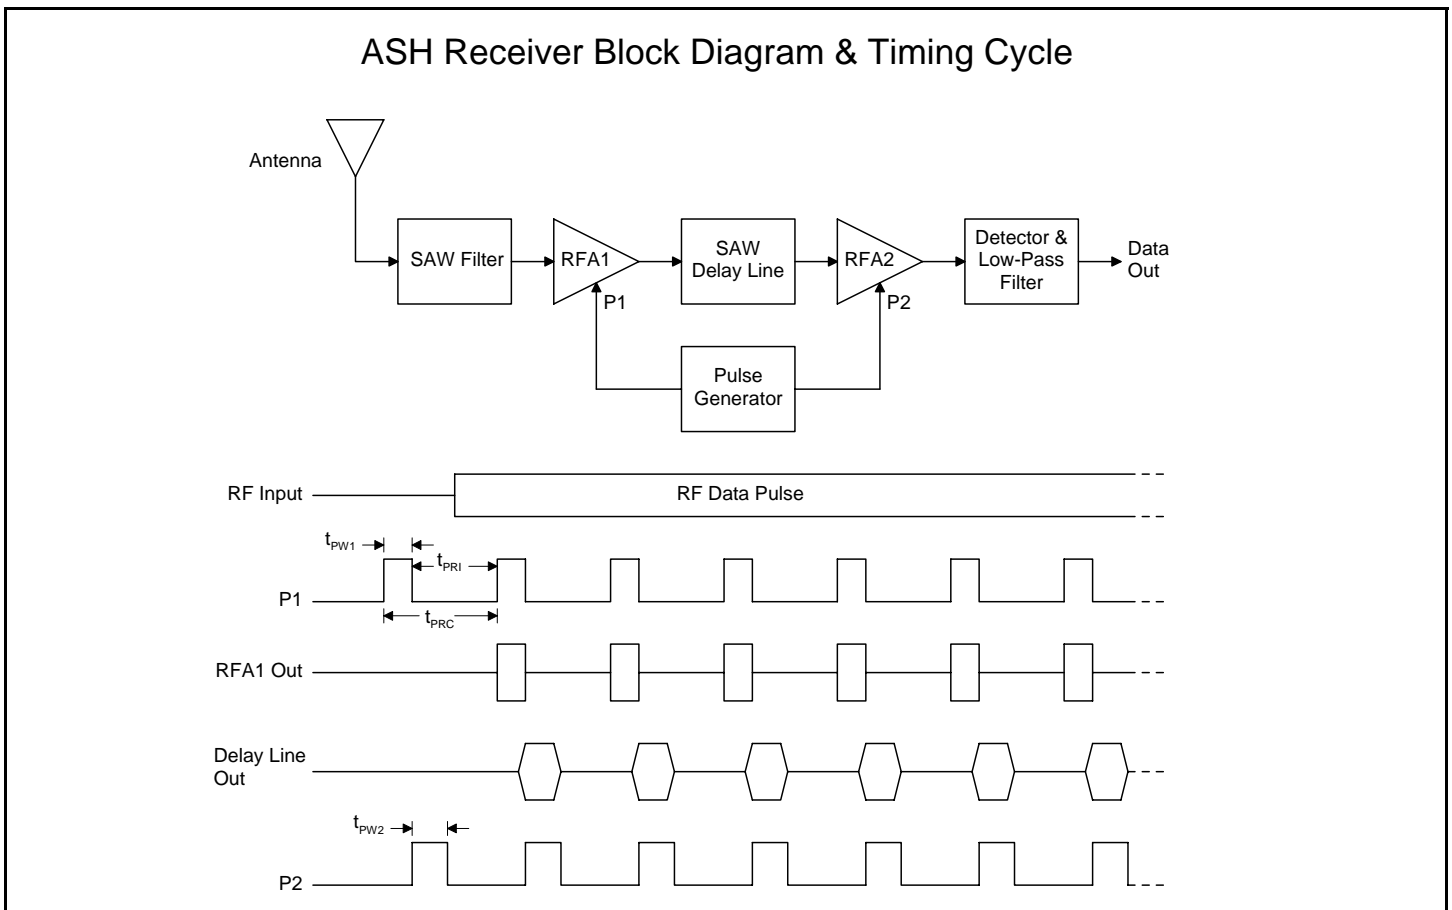 ASH Receiver Block Diagram & Timing Cycle
Antenna
SAW Filter
RFA1
SAW
Delay Line
RFA2
Detector &
Low-Pass
Filter
Data
Out
P1
P2
Pulse
Generator
RF Input
RF Data Pulse
tPW1
tPRI
P1
tPRC
RFA1 Out
Delay Line
Out
tPW2
P2